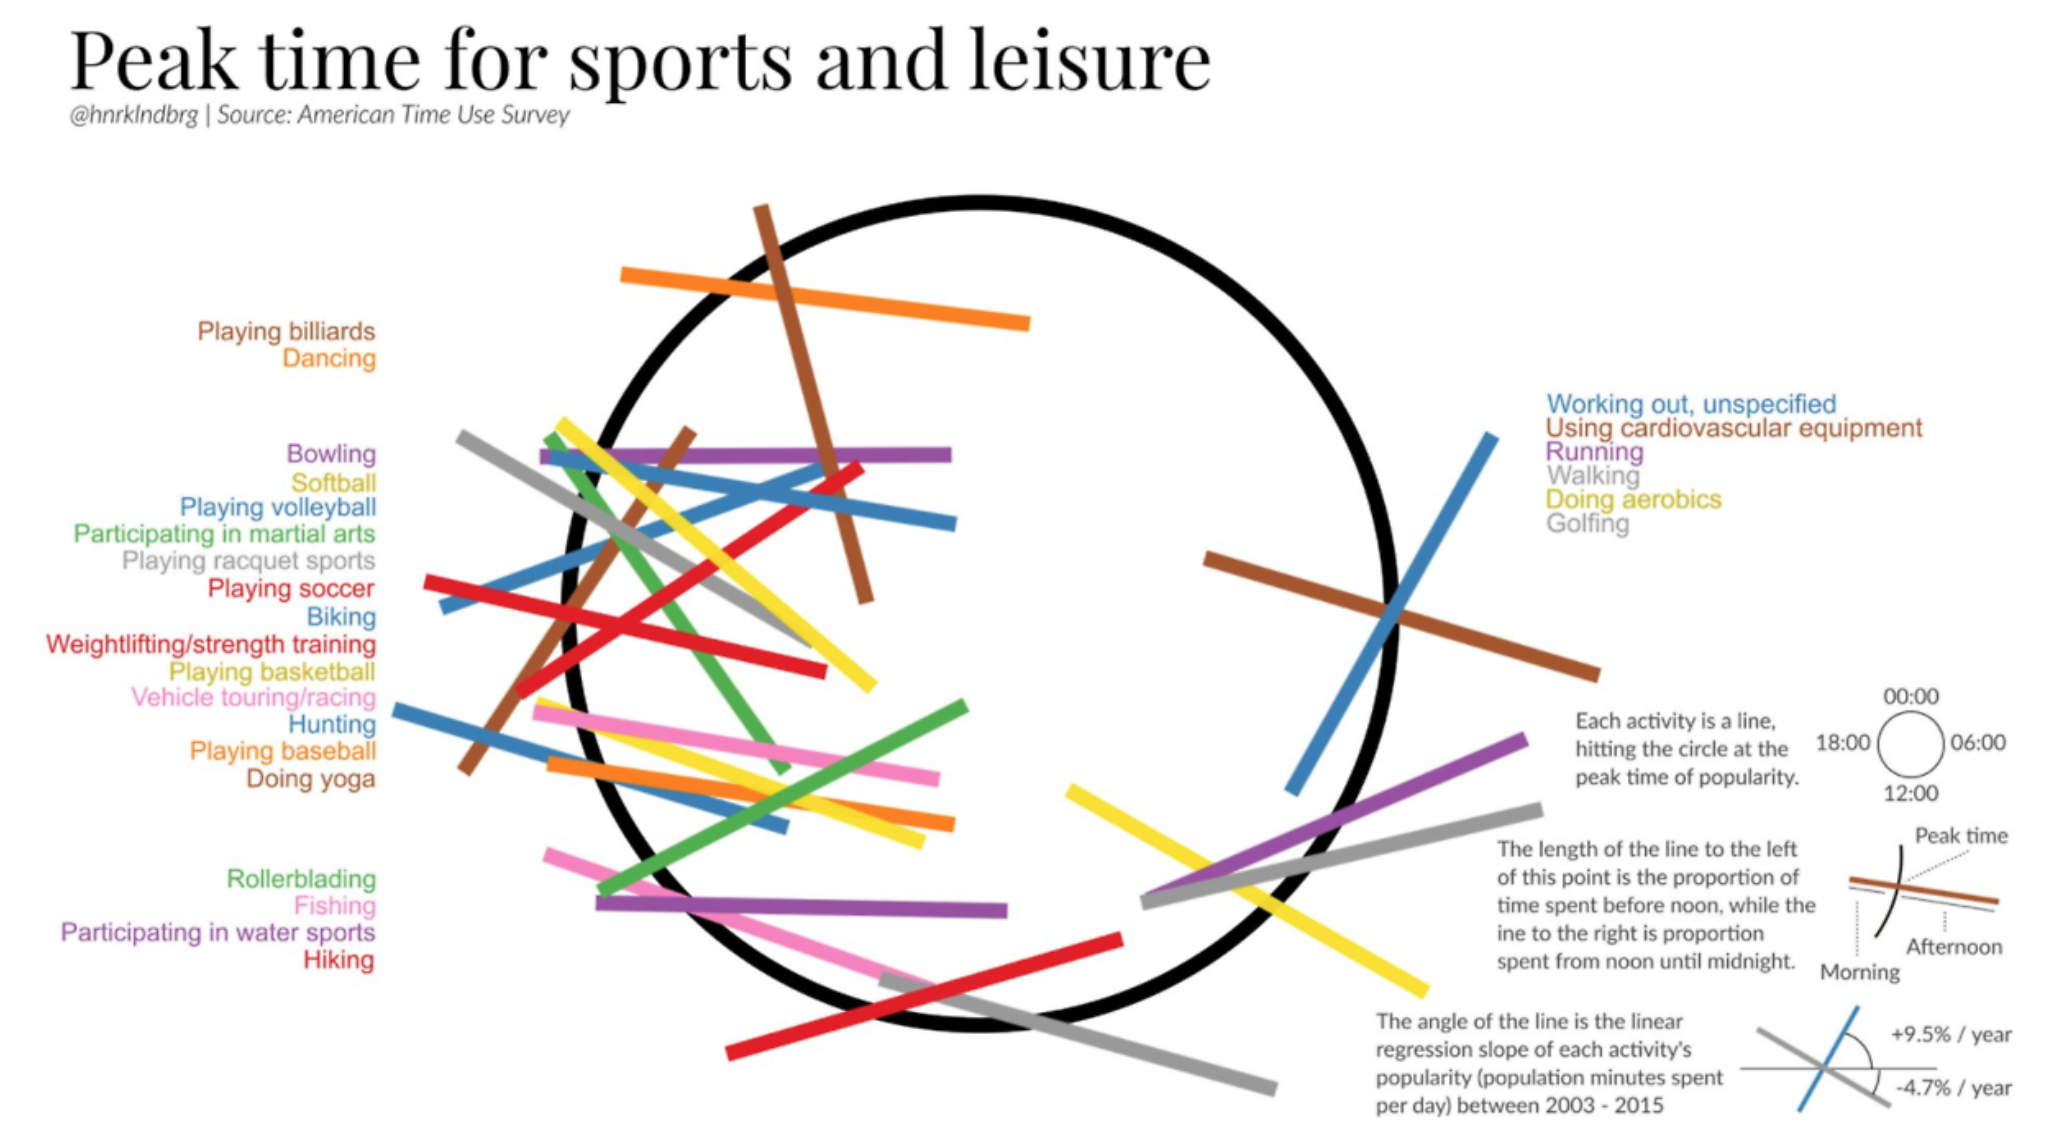 Peak time for sports and leisure
@hnrklndbrg | Source: American Time Use Survey
Playing billiards
Dancing
Bowling
Softball
Playing volleyball
Participating in martial arts
Playing racquet sports
Playing soccer
Biking
Weightlifting/strength training
Playing basketball
Vehicle touring/racing
Hunting
Playing baseball
Doing yoga
Rollerblading
Fishing
Participating in water sports
Hiking
Working out, unspecified
Using cardiovascular equipment
Running
Walking
Doing aerobics
Golfing
Each activity is a line,
hitting the circle at the
peak time of popularity.
00:00
18:00
06:00
12:00
The length of the line to the left
of this point is the proportion of
time spent before noon, while the
ine to the right is proportion
spent from noon until midnight.
Peak time
Afternoon
Morning
The angle of the line is the linear
regression slope of each activity's
popularity (population minutes spent
per day) between 2003 - 2015
+9.5% / year
-4.7% / year